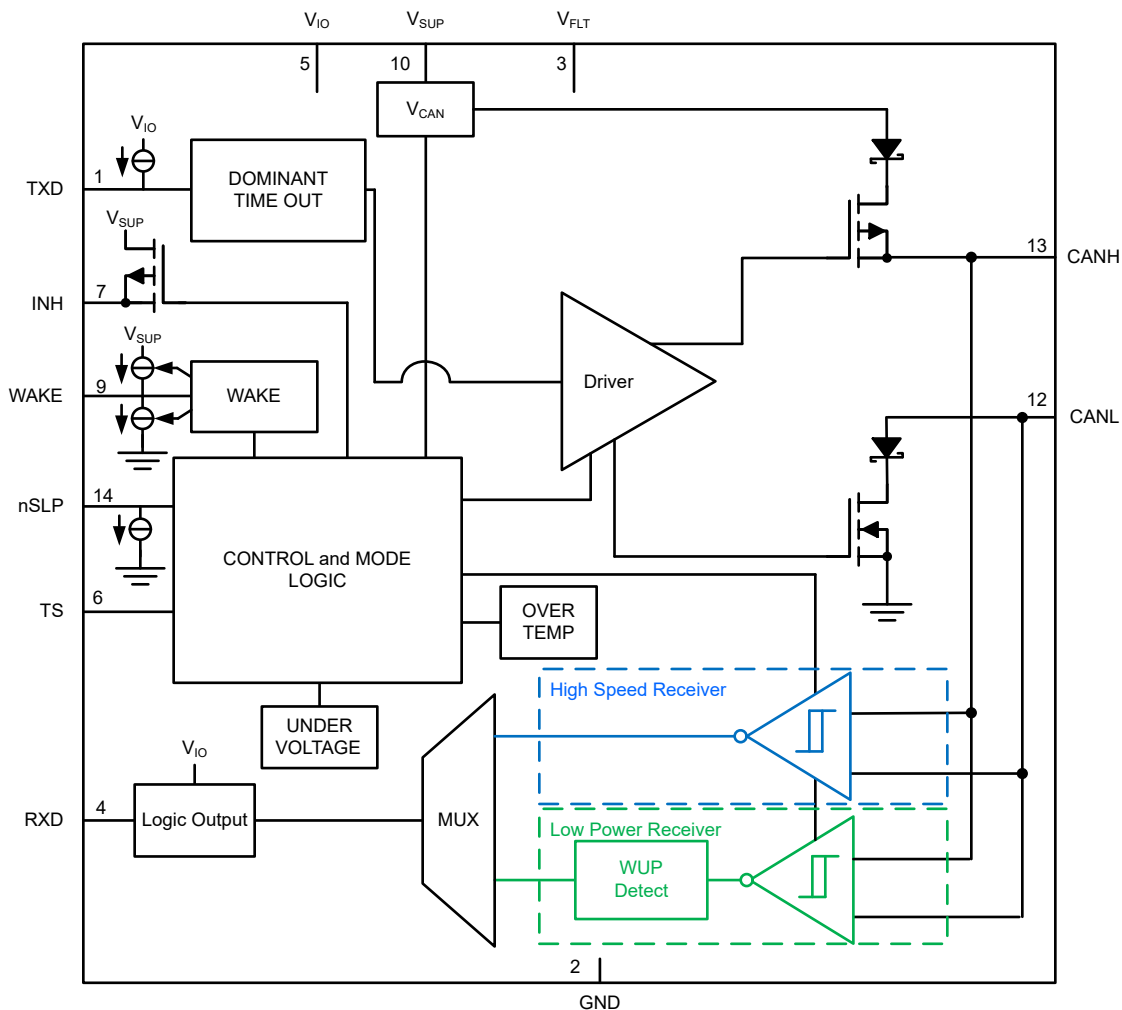 VIO
VSUP
VFLT
5
10
3
VCAN
VIO
TXD
1
DOMINANT
TIME OUT
VSUP
13
CANH
INH
7
VSUP
Driver
WAKE
9
WAKE
12
CANL
nSLP
14
CONTROL and MODE
LOGIC
TS
6
OVER
TEMP
High Speed Receiver
UNDER
VOLTAGE
VIO
RXD
4
Logic Output
MUX
Low Power Receiver
WUP
Detect
2
GND